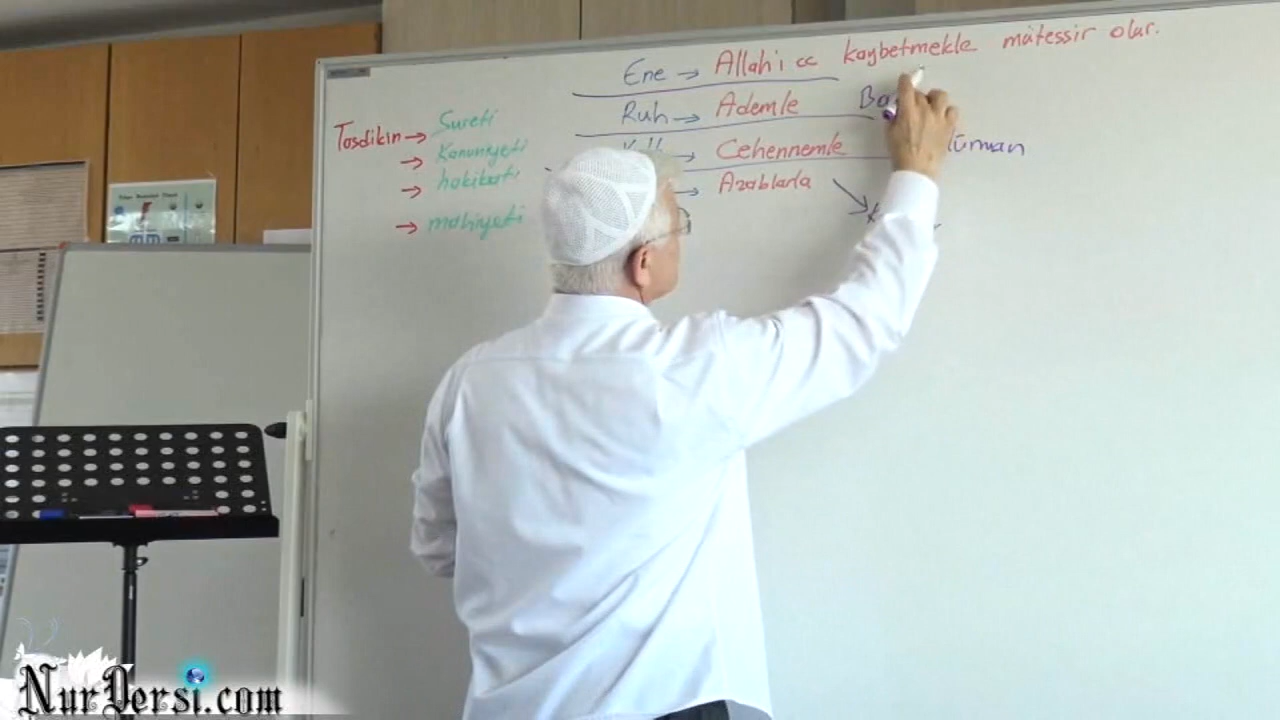 Ene → Allah'ı cc kaybetmekle müteessir olur.
Ruh → Ademle
→ Cehennemle
→ Azablarla
Tasdikin → Sureti
→ Kanuniyeti
→ hakikati
→ mahiyeti
NurDersi.com